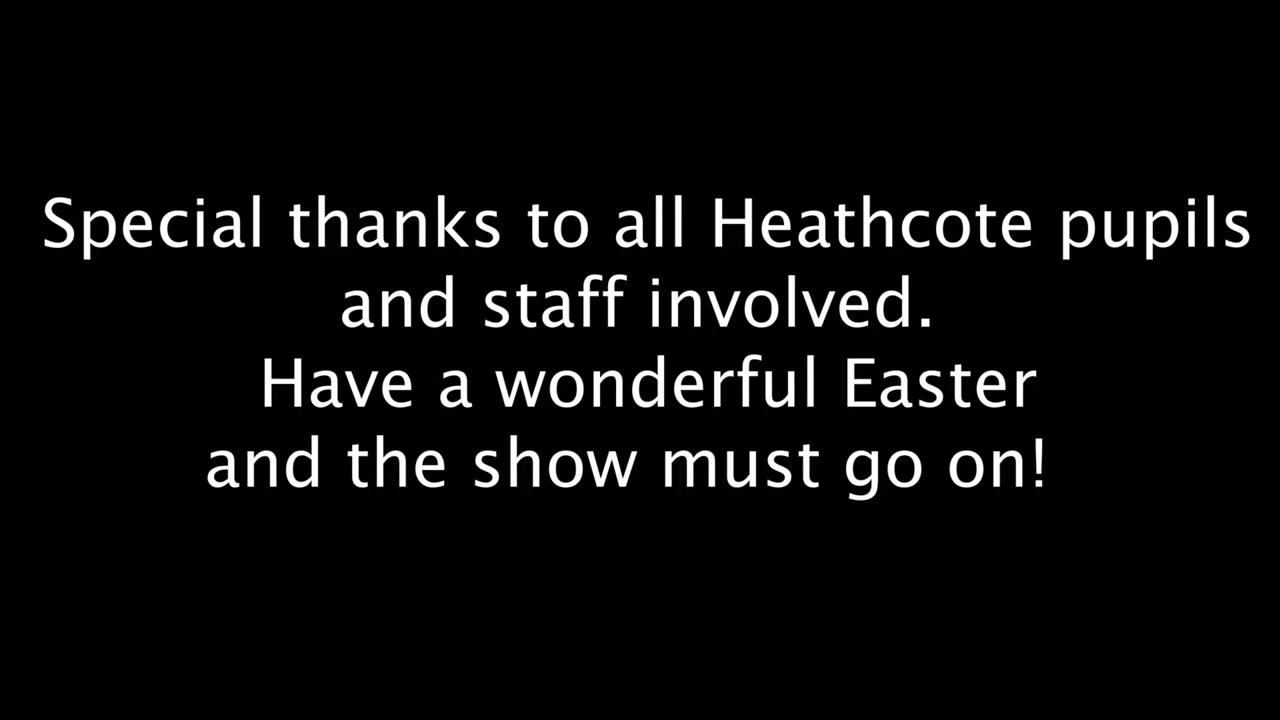 Special thanks to all Heathcote pupils
and staff involved.
Have a wonderful Easter
and the show must go on!